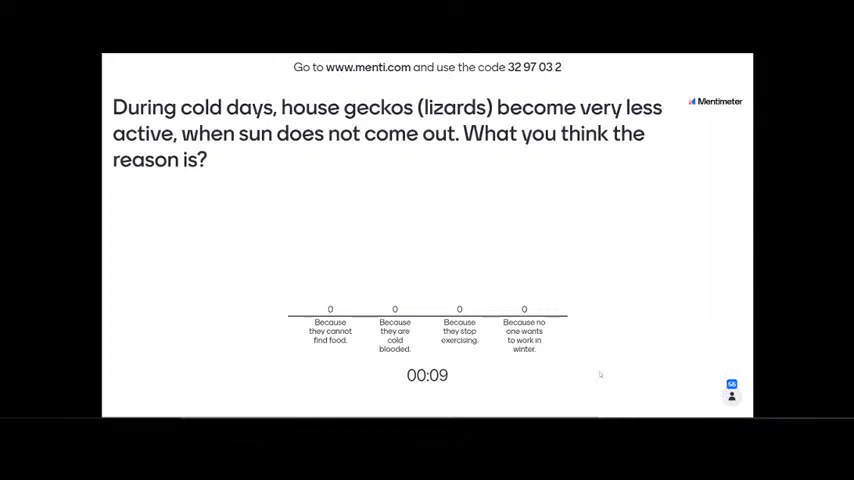 Go to www.menti.com and use the code 32 97 03 2
Mentimeter
During cold days, house geckos (lizards) become very less
active, when sun does not come out. What you think the
reason is?
0
0
0
0
Because
they cannot
find food.
Because
they are
cold
blooded.
Because
they stop
exercising.
Because no
one wants
to work in
winter.
00:09
56